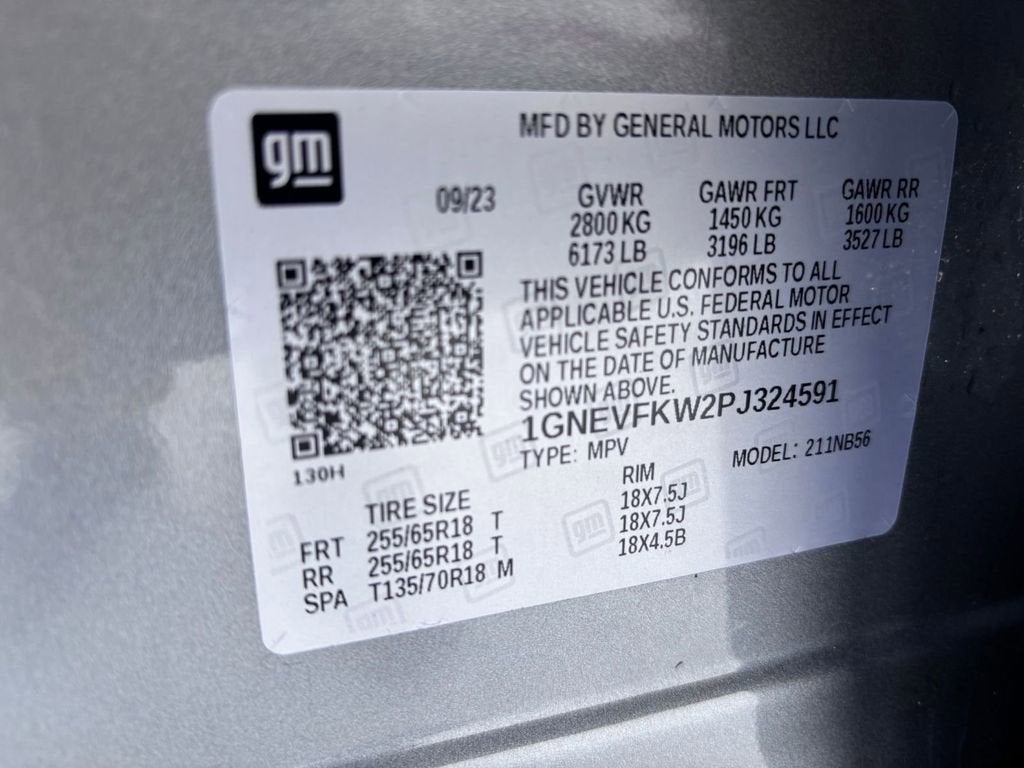 gm
MFD BY GENERAL MOTORS LLC
09/23
GVWR
2800 KG
6173 LB
GAWR FRT
1450 KG
3196 LB
GAWR RR
1600 KG
3527 LB
THIS VEHICLE CONFORMS TO ALL
APPLICABLE U.S. FEDERAL MOTOR
VEHICLE SAFETY STANDARDS IN EFFECT
ON THE DATE OF MANUFACTURE
SHOWN ABOVE.
1GNEVFKW2PJ324591
TYPE: MPV MODEL: 211NB56
130H
TIRE SIZE RIM
FRT 255/65R18 T 18X7.5J
RR 255/65R18 T 18X7.5J
SPA T135/70R18 M 18X4.5B